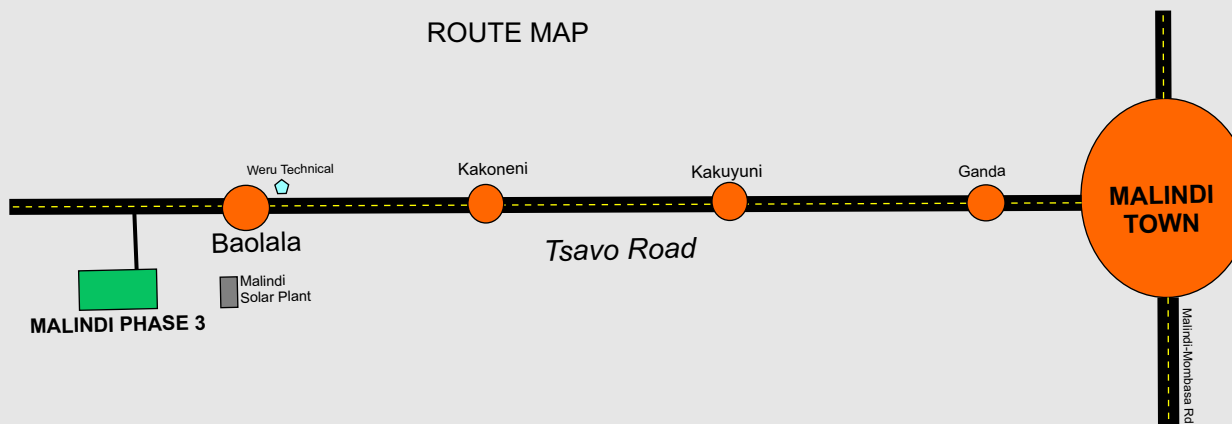 ROUTE MAP
Weru Technical
Kakoneni
Kakuyuni
Ganda
MALINDI
TOWN
Baolala
Tsavo Road
Malindi
Solar Plant
MALINDI PHASE 3
Malindi-Mombasa Rd